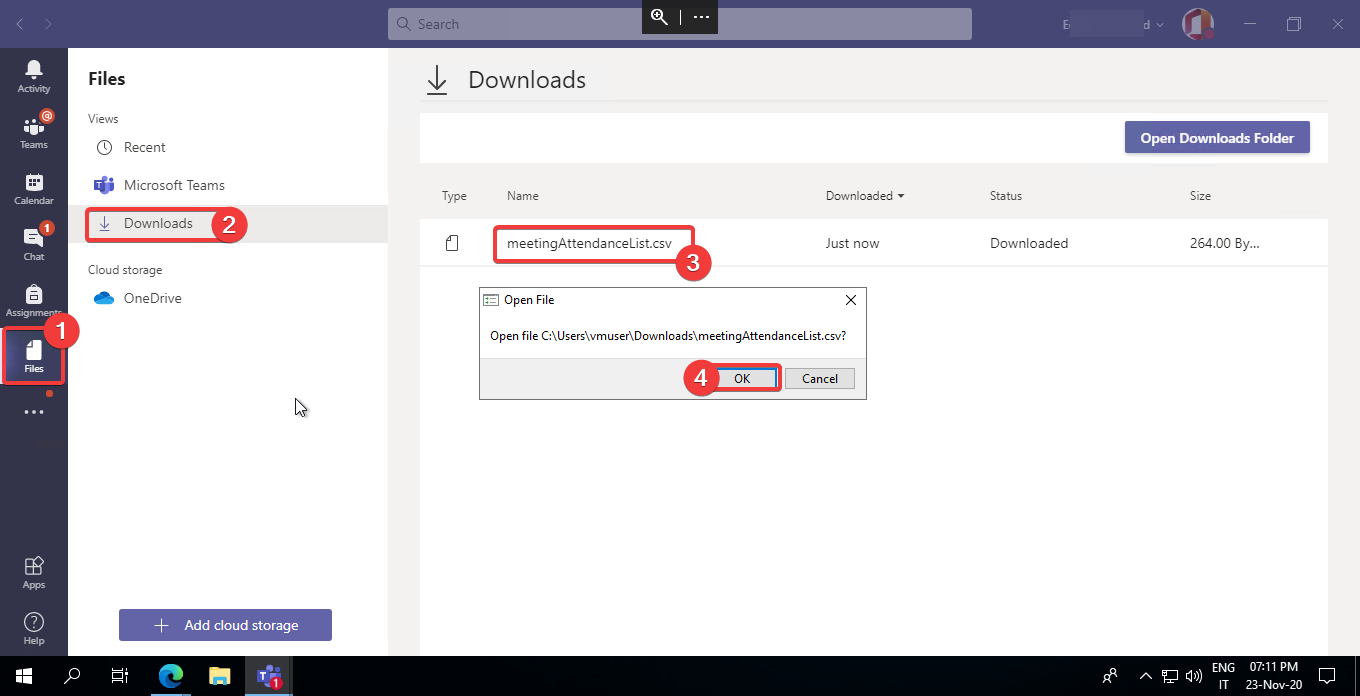 Search
...
E d
Activity
@
Teams
Calendar
1
Chat
Assignments
1
Files
...
Apps
?
Help
Files
Views
Recent
T Microsoft Teams
Downloads
2
Cloud storage
OneDrive
+ Add cloud storage
Downloads
Open Downloads Folder
Type Name Downloaded Status Size
meetingAttendanceList.csv Just now Downloaded 264.00 By...
3
Open File
Open file C:\Users\vmuser\Downloads\meetingAttendanceList.csv?
4
OK Cancel
T 1
ENG
IT
07:11 PM
23-Nov-20